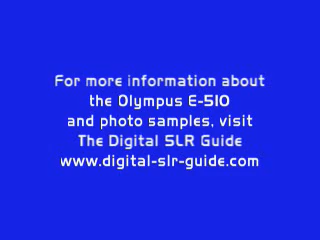 For more information about
the Olympus E-510
and photo samples, visit
The Digital SLR Guide
www.digital-slr-guide.com